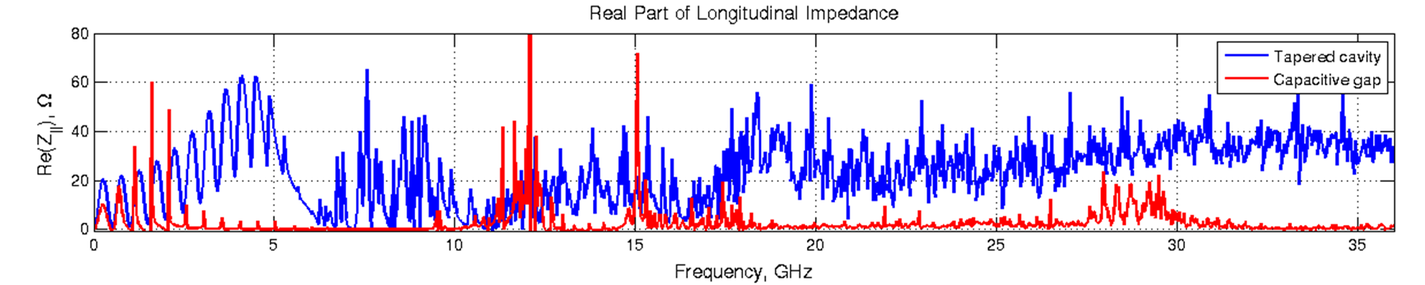 Real Part of Longitudinal Impedance
80
60
40
20
0
Re(Z||), Ω
Tapered cavity
Capacitive gap
0 5 10 15 20 25 30 35
Frequency, GHz